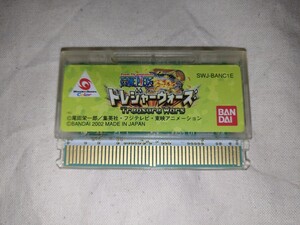 SWJ-BANC1E
ONE PIECE
トレジャーウォーズ
TREASURE WARS
©尾田栄一郎/集英社・フジテレビ・東映アニメーション
©BANDAI 2002 MADE IN JAPAN
BAN
DAI